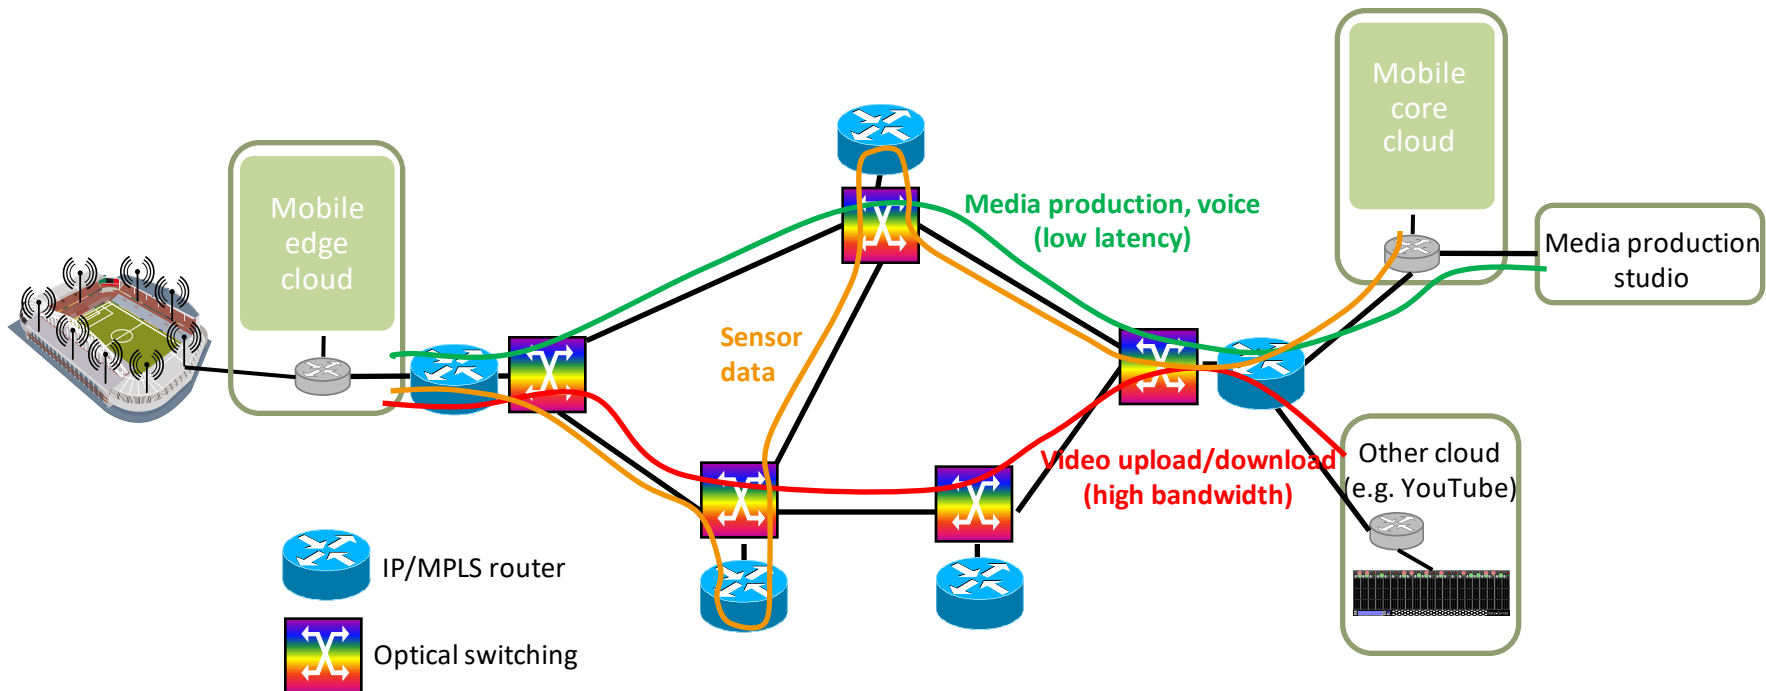 Mobile
core
cloud
Mobile
edge
cloud
Media production, voice
(low latency)
Media production
studio
Sensor
data
Video upload/download
(high bandwidth)
Other cloud
(e.g. YouTube)
IP/MPLS router
Optical switching